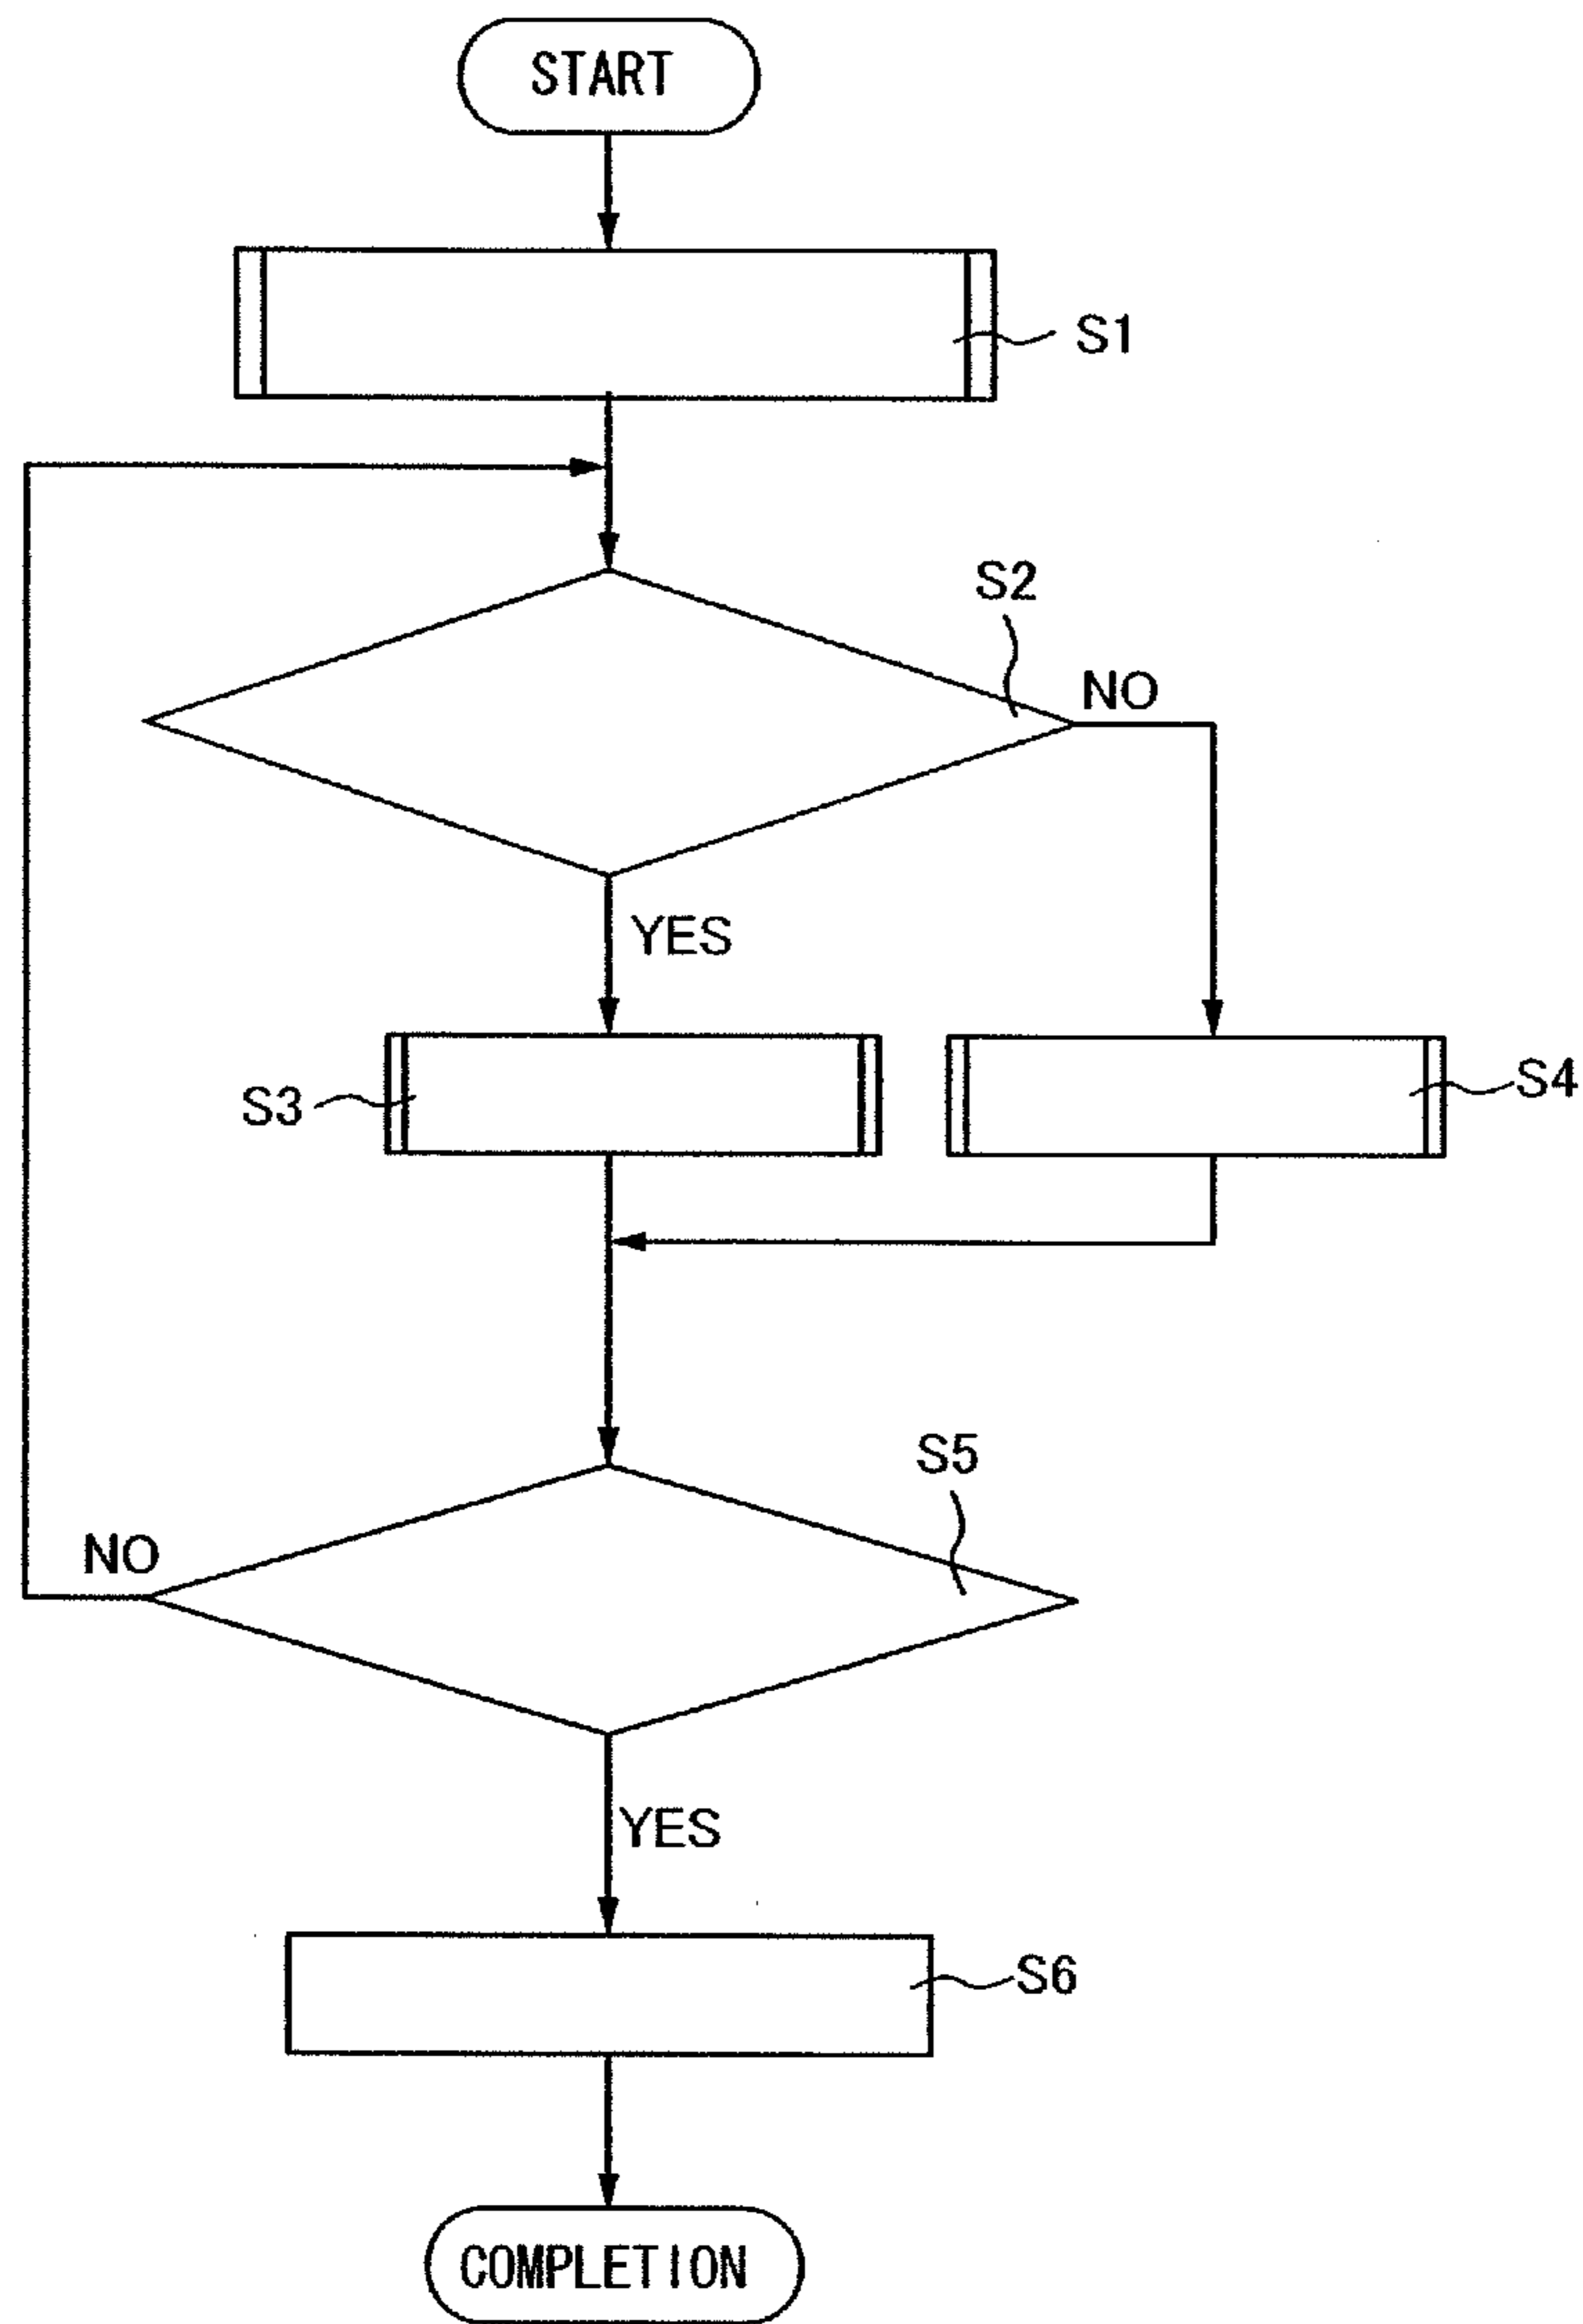 START
S1
S2
NO
YES
S3
S4
S5
NO
YES
S6
COMPLETION